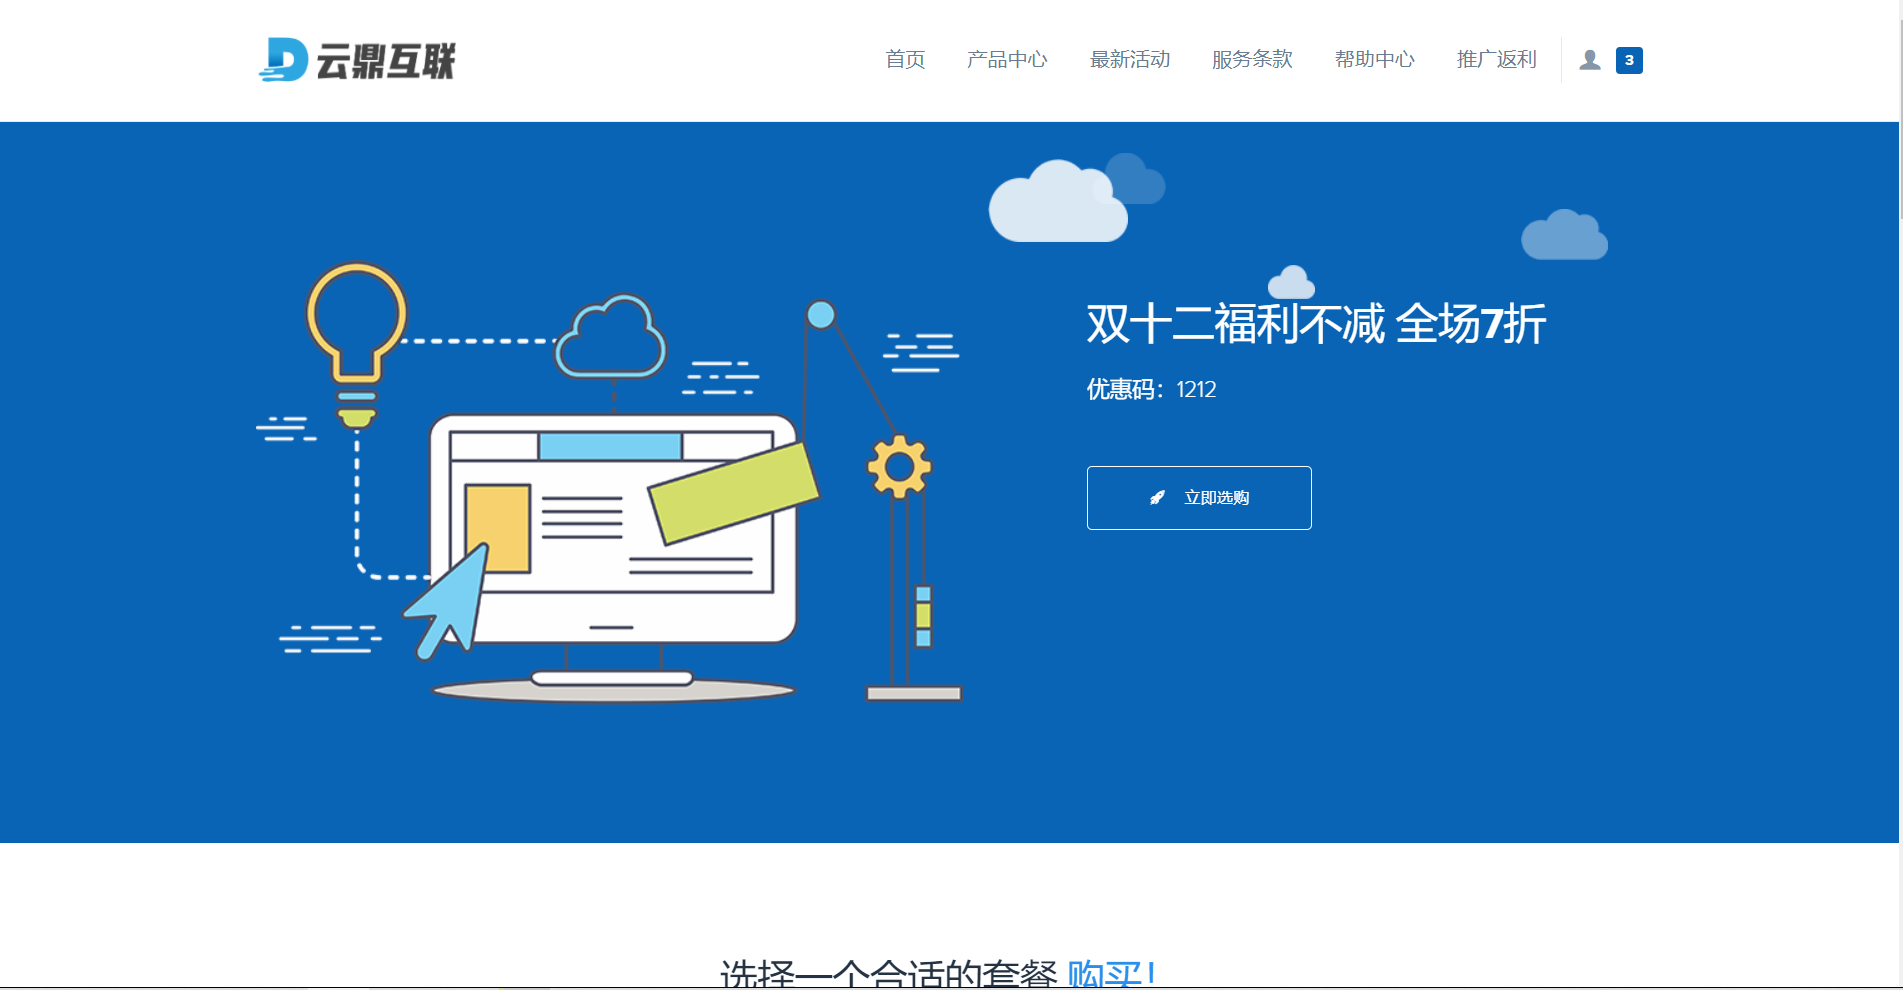 云鼎互联
首页 产品中心 最新活动 服务条款 帮助中心 推广返利 3
双十二福利不减 全场7折
优惠码：1212
立即选购
选择一个合适的套餐 购买！